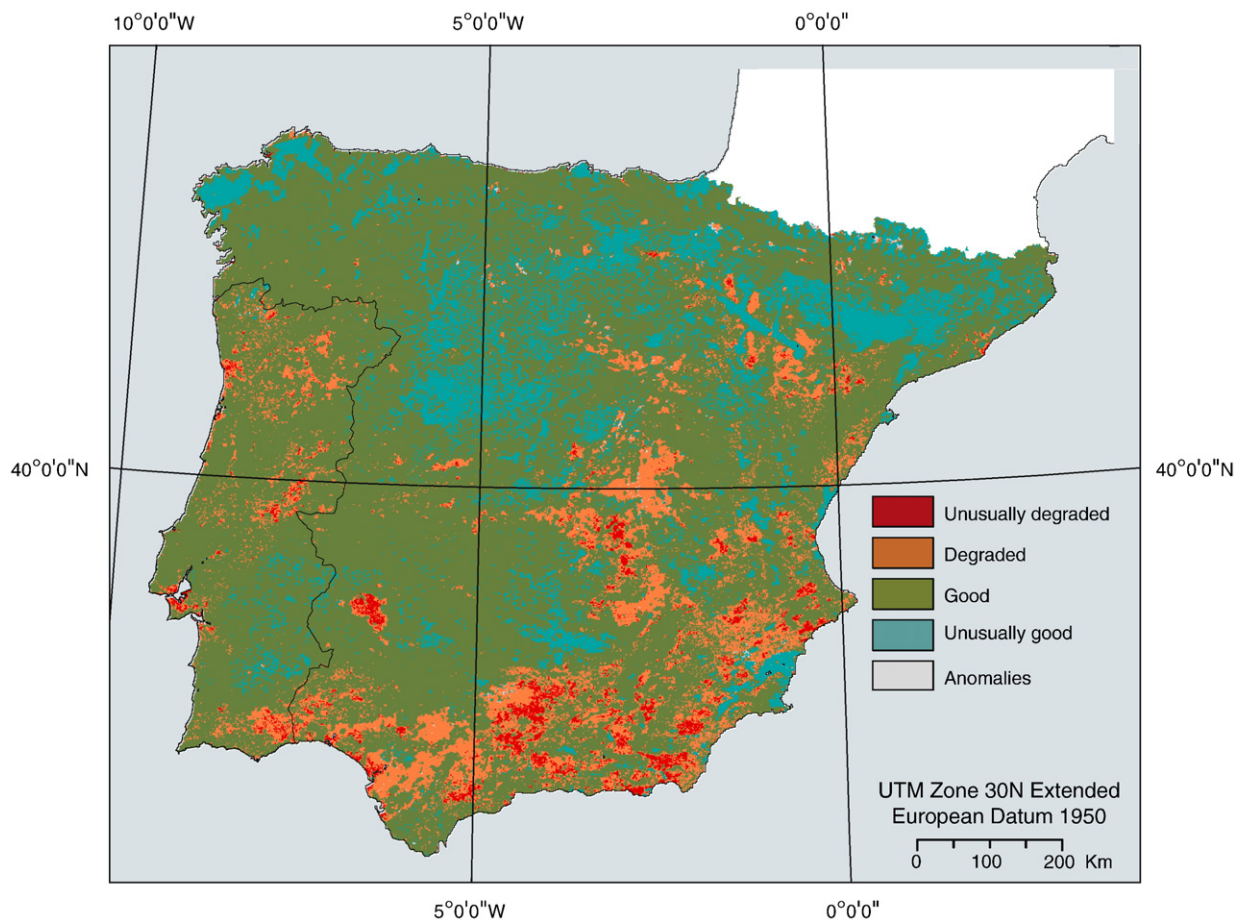 10°0'0"W 5°0'0"W 0°0'0"
40°0'0"N 40°0'0"N
Unusually degraded
Degraded
Good
Unusually good
Anomalies
UTM Zone 30N Extended
European Datum 1950
0 100 200 Km
5°0'0"W 0°0'0"